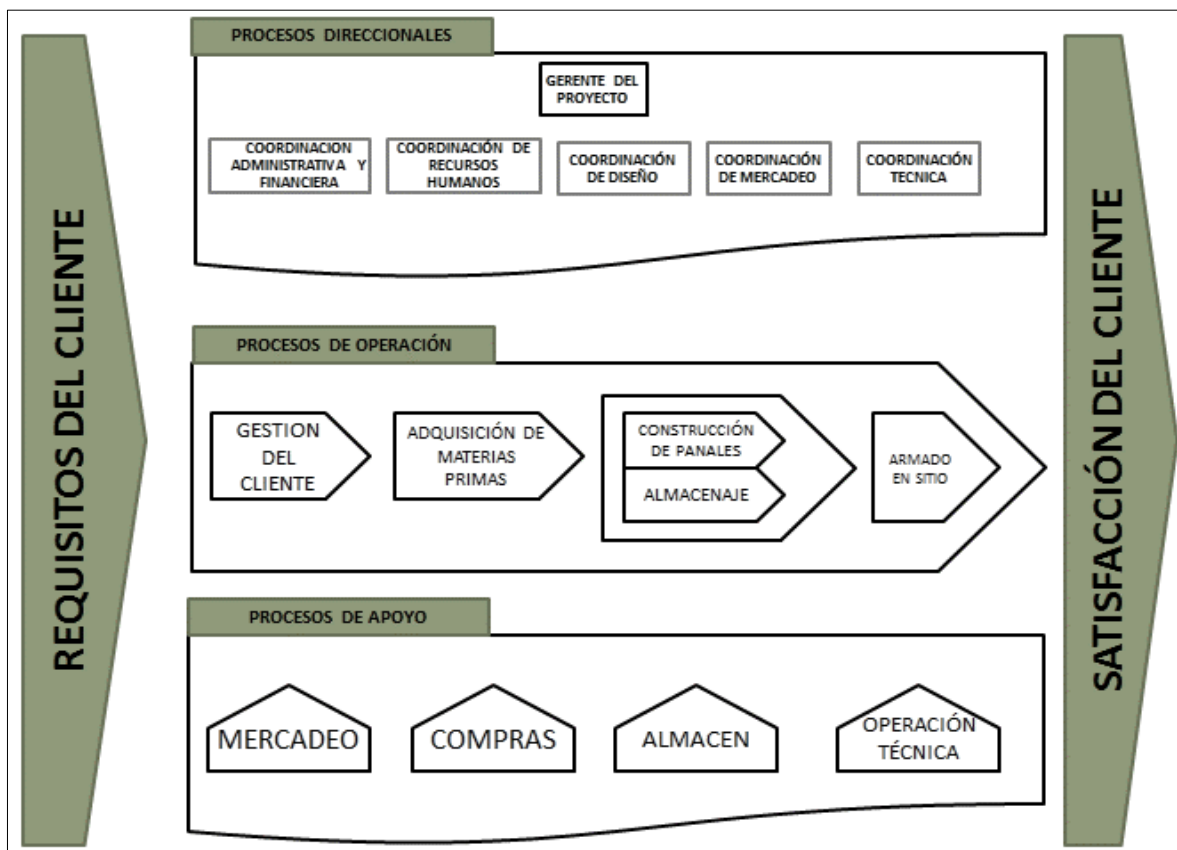 REQUISITOS DEL CLIENTE
PROCESOS DIRECCIONALES
GERENTE DEL
PROYECTO
COORDINACION
ADMINISTRATIVA Y
FINANCIERA
COORDINACIÓN DE
RECURSOS
HUMANOS
COORDINACIÓN
DE DISEÑO
COORDINACIÓN
DE MERCADEO
COORDINACIÓN
TECNICA
PROCESOS DE OPERACIÓN
GESTION
DEL
CLIENTE
ADQUISICIÓN DE
MATERIAS
PRIMAS
CONSTRUCCIÓN
DE PANALES
ALMACENAJE
ARMADO
EN SITIO
PROCESOS DE APOYO
MERCADEO
COMPRAS
ALMACEN
OPERACIÓN
TÉCNICA
SATISFACCIÓN DEL CLIENTE